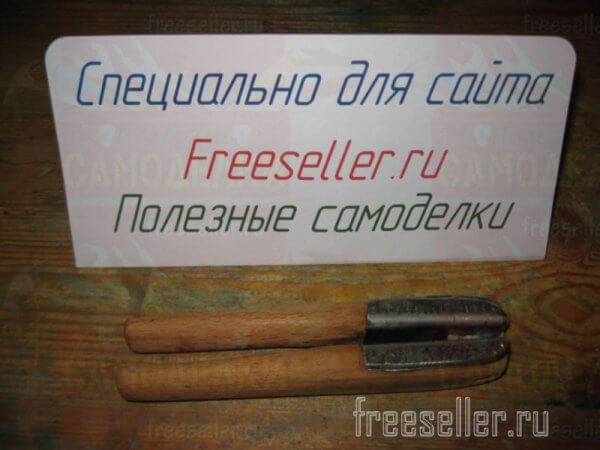 Специально для сайта
Freeseller.ru
Полезные самоделки
freeseller.ru